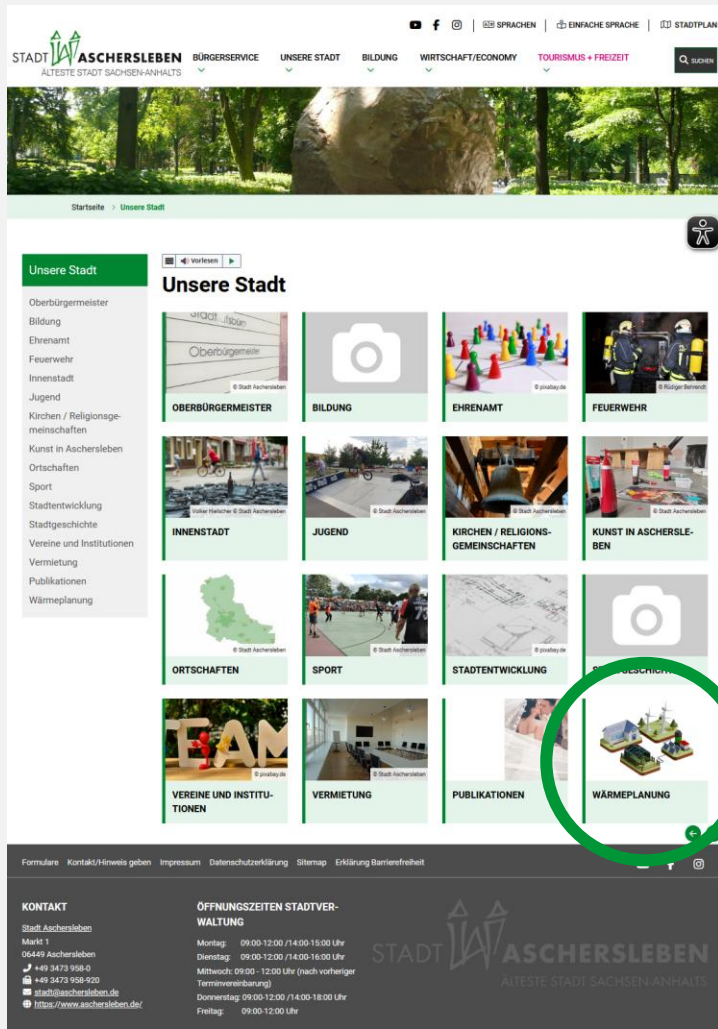 SPRACHEN
EINFACHE SPRACHE
STADTPLAN
STADT ASCHERSLEBEN
ÄLTESTE STADT SACHSEN-ANHALTS
BÜRGERSERVICE
UNSERE STADT
BILDUNG
WIRTSCHAFT/ECONOMY
TOURISMUS + FREIZEIT
SUCHEN
Startseite > Unsere Stadt
Unsere Stadt
Oberbürgermeister
Bildung
Ehrenamt
Feuerwehr
Innenstadt
Jugend
Kirchen / Religionsge-
meinschaften
Kunst in Aschersleben
Ortschaften
Sport
Stadtentwicklung
Stadtgeschichte
Vereine und Institutionen
Vermietung
Publikationen
Wärmeplanung
Vorlesen
Unsere Stadt
Oberbürgermeister
© Stadt Aschersleben
OBERBÜRGERMEISTER
BILDUNG
© pixabay.de
EHRENAMT
© Rüdiger Behrendt
FEUERWEHR
Volker Hielscher © Stadt Aschersleben
INNENSTADT
© Stadt Aschersleben
JUGEND
© Stadt Aschersleben
KIRCHEN / RELIGIONS-
GEMEINSCHAFTEN
© Stadt Aschersleben
KUNST IN ASCHERSLE-
BEN
© Stadt Aschersleben
ORTSCHAFTEN
© Stadt Aschersleben
SPORT
© pixabay.de
STADTENTWICKLUNG
TEAM
© pixabay.de
VEREINE UND INSTITU-
TIONEN
© Stadt Aschersleben
VERMIETUNG
PUBLIKATIONEN
WÄRMEPLANUNG
Formulare Kontakt/Hinweis geben Impressum Datenschutzerklärung Sitemap Erklärung Barrierefreiheit
KONTAKT
Stadt Aschersleben
Markt 1
06449 Aschersleben
+49 3473 958-0
+49 3473 958-920
stadt@aschersleben.de
https://www.aschersleben.de/
ÖFFNUNGSZEITEN STADTVER-
WALTUNG
Montag: 09:00-12:00 /14:00-15:00 Uhr
Dienstag: 09:00-12:00 /14:00-16:00 Uhr
Mittwoch: 09:00 - 12:00 Uhr (nach vorheriger
Terminvereinbarung)
Donnerstag: 09:00-12:00 /14:00-18:00 Uhr
Freitag: 09:00-12:00 Uhr
STADT ASCHERSLEBEN
ÄLTESTE STADT SACHSEN-ANHALTS